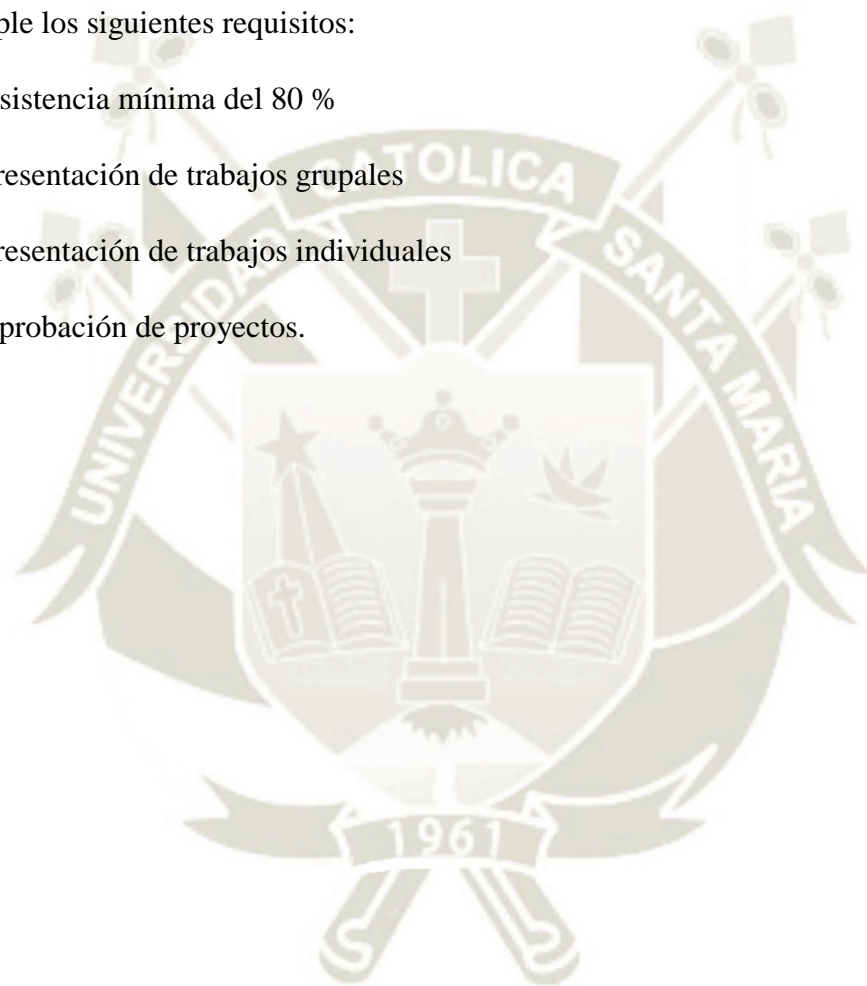 ple los siguientes requisitos:
sistencia mínima del 80 %
resentación de trabajos grupales
resentación de trabajos individuales
probación de proyectos.
UNIVERSIDAD CATOLICA SANTA MARIA
1961